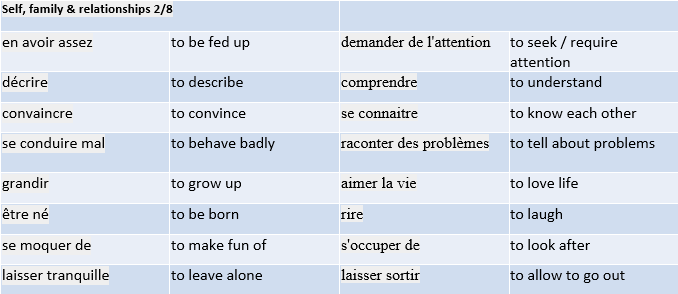 Self, family & relationships 2/8
en avoir assez to be fed up demander de l'attention to seek / require
attention
décrire to describe comprendre to understand
convaincre to convince se connaitre to know each other
se conduire mal to behave badly raconter des problèmes to tell about problems
grandir to grow up aimer la vie to love life
être né to be born rire to laugh
se moquer de to make fun of s'occuper de to look after
laisser tranquille to leave alone laisser sortir to allow to go out